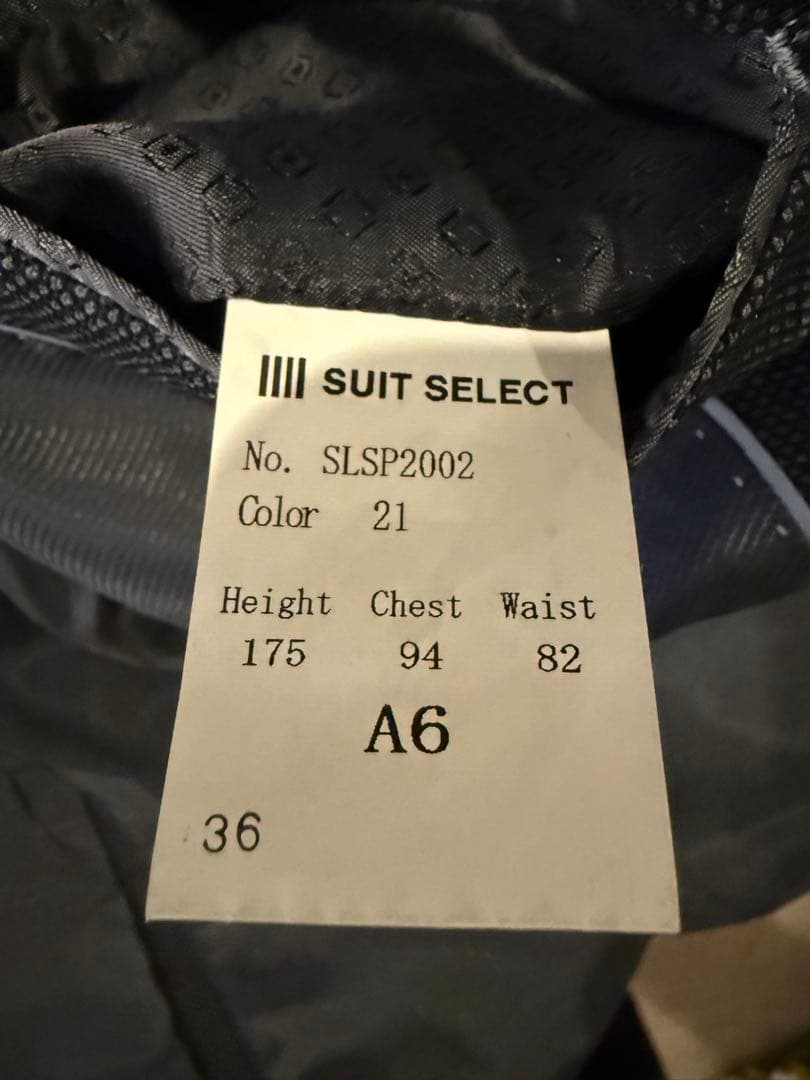 SUIT SELECT
No. SLSP2002
Color 21
Height Chest Waist
175 94 82
A6
36